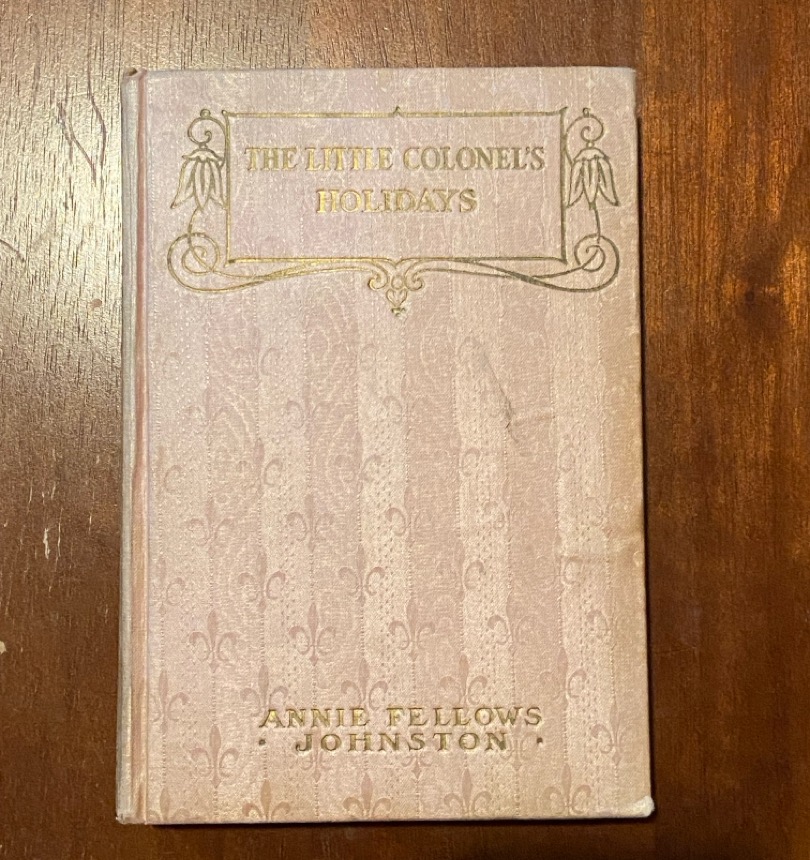 THE LITTLE COLONEL'S
HOLIDAYS
ANNIE FELLOWS
· JOHNSTON ·